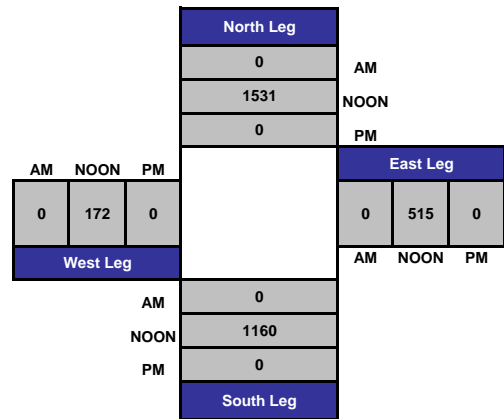 North Leg
0 AM
1531 NOON
0 PM
AM NOON PM
East Leg
0 172 0
0 515 0
West Leg
AM NOON PM
AM 0
NOON 1160
PM 0
South Leg